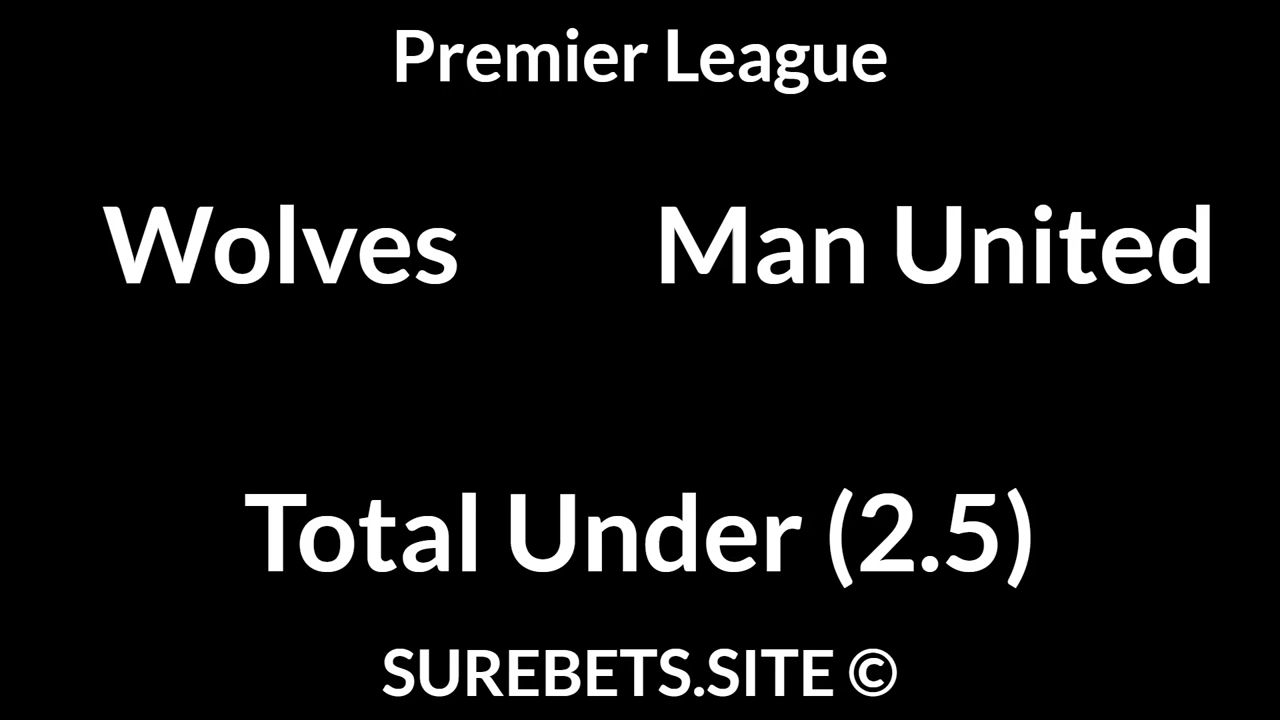 Premier League
Wolves Man United
Total Under (2.5)
SUREBETS.SITE ©